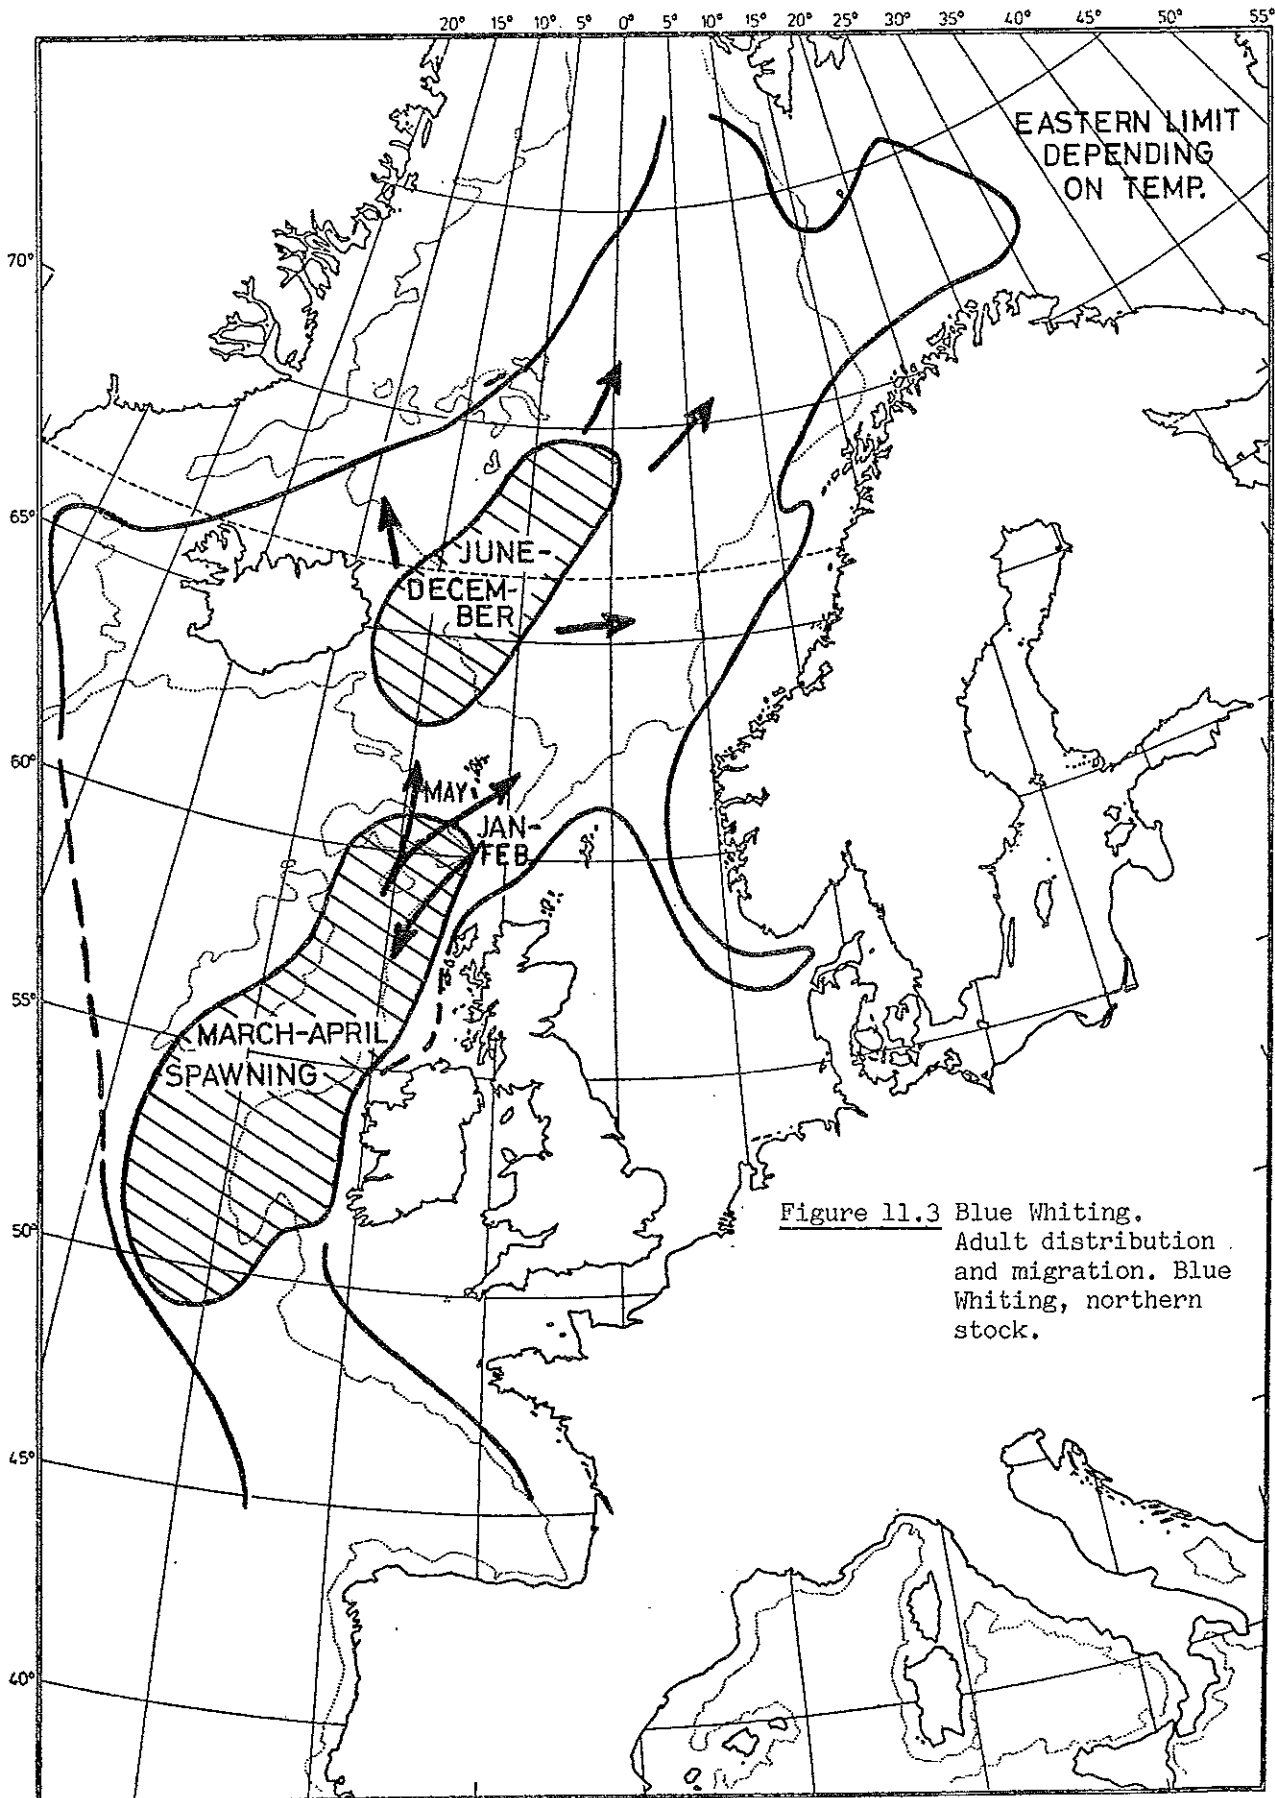 20° 15° 10° 5° 0° 5° 10° 15° 20° 25° 30° 35° 40° 45° 50° 55°
EASTERN LIMIT
DEPENDING
ON TEMP.
70°
65°
JUNE-
DECEM-
BER
60°
MAY
JAN-
FEB.
55°
MARCH-APRIL
SPAWNING
50°
Figure 11.3 Blue Whiting.
Adult distribution
and migration. Blue
Whiting, northern
stock.
45°
40°